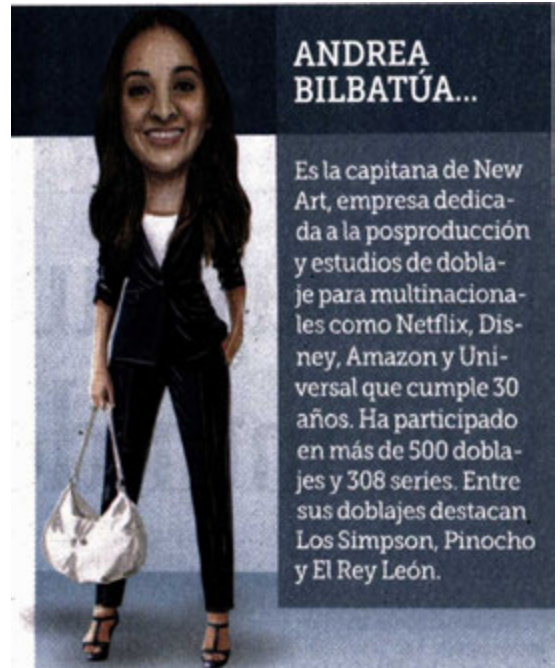 ANDREA
BILBATÚA...
Es la capitana de New
Art, empresa dedica-
da a la posproducción
y estudios de dobla-
je para multinaciona-
les como Netflix, Dis-
ney, Amazon y Uni-
versal que cumple 30
años. Ha participado
en más de 500 dobla-
jes y 308 series. Entre
sus doblajes destacan
Los Simpson, Pinocho
y El Rey León.